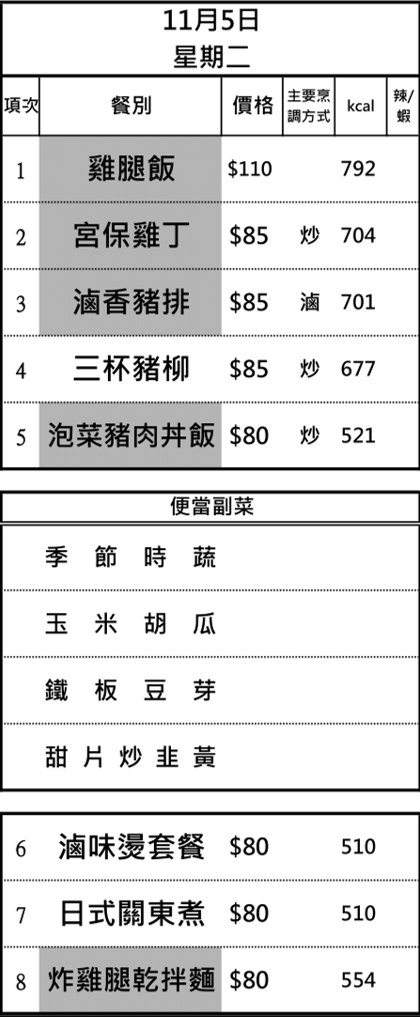 11月5日
星期二
項次 餐別 價格 主要烹調方式 kcal 辣/蝦
1 雞腿飯 $110 792
2 宮保雞丁 $85 炒 704
3 滷香豬排 $85 滷 701
4 三杯豬柳 $85 炒 677
5 泡菜豬肉丼飯 $80 炒 521
便當副菜
季節時蔬
玉米胡瓜
鐵板豆芽
甜片炒韭黃
6 滷味燙套餐 $80 510
7 日式關東煮 $80 510
8 炸雞腿乾拌麵 $80 554